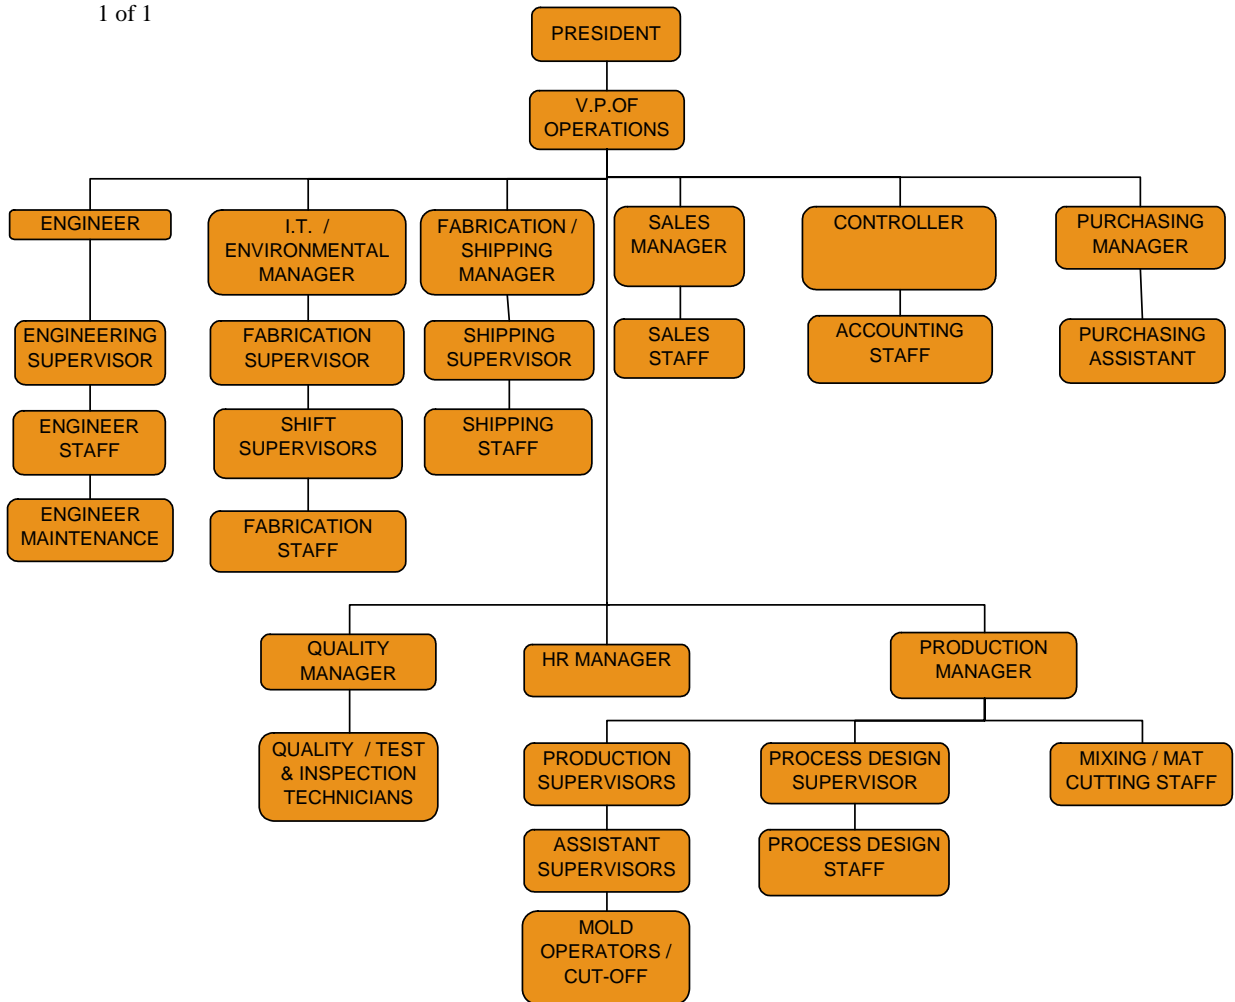 1 of 1
PRESIDENT
V.P.OF
OPERATIONS
ENGINEER
I.T. /
ENVIRONMENTAL
MANAGER
FABRICATION /
SHIPPING
MANAGER
SALES
MANAGER
CONTROLLER
PURCHASING
MANAGER
ENGINEERING
SUPERVISOR
FABRICATION
SUPERVISOR
SHIPPING
SUPERVISOR
SALES
STAFF
ACCOUNTING
STAFF
PURCHASING
ASSISTANT
ENGINEER
STAFF
SHIFT
SUPERVISORS
SHIPPING
STAFF
ENGINEER
MAINTENANCE
FABRICATION
STAFF
QUALITY
MANAGER
HR MANAGER
PRODUCTION
MANAGER
QUALITY / TEST
& INSPECTION
TECHNICIANS
PRODUCTION
SUPERVISORS
PROCESS DESIGN
SUPERVISOR
MIXING / MAT
CUTTING STAFF
ASSISTANT
SUPERVISORS
PROCESS DESIGN
STAFF
MOLD
OPERATORS /
CUT-OFF